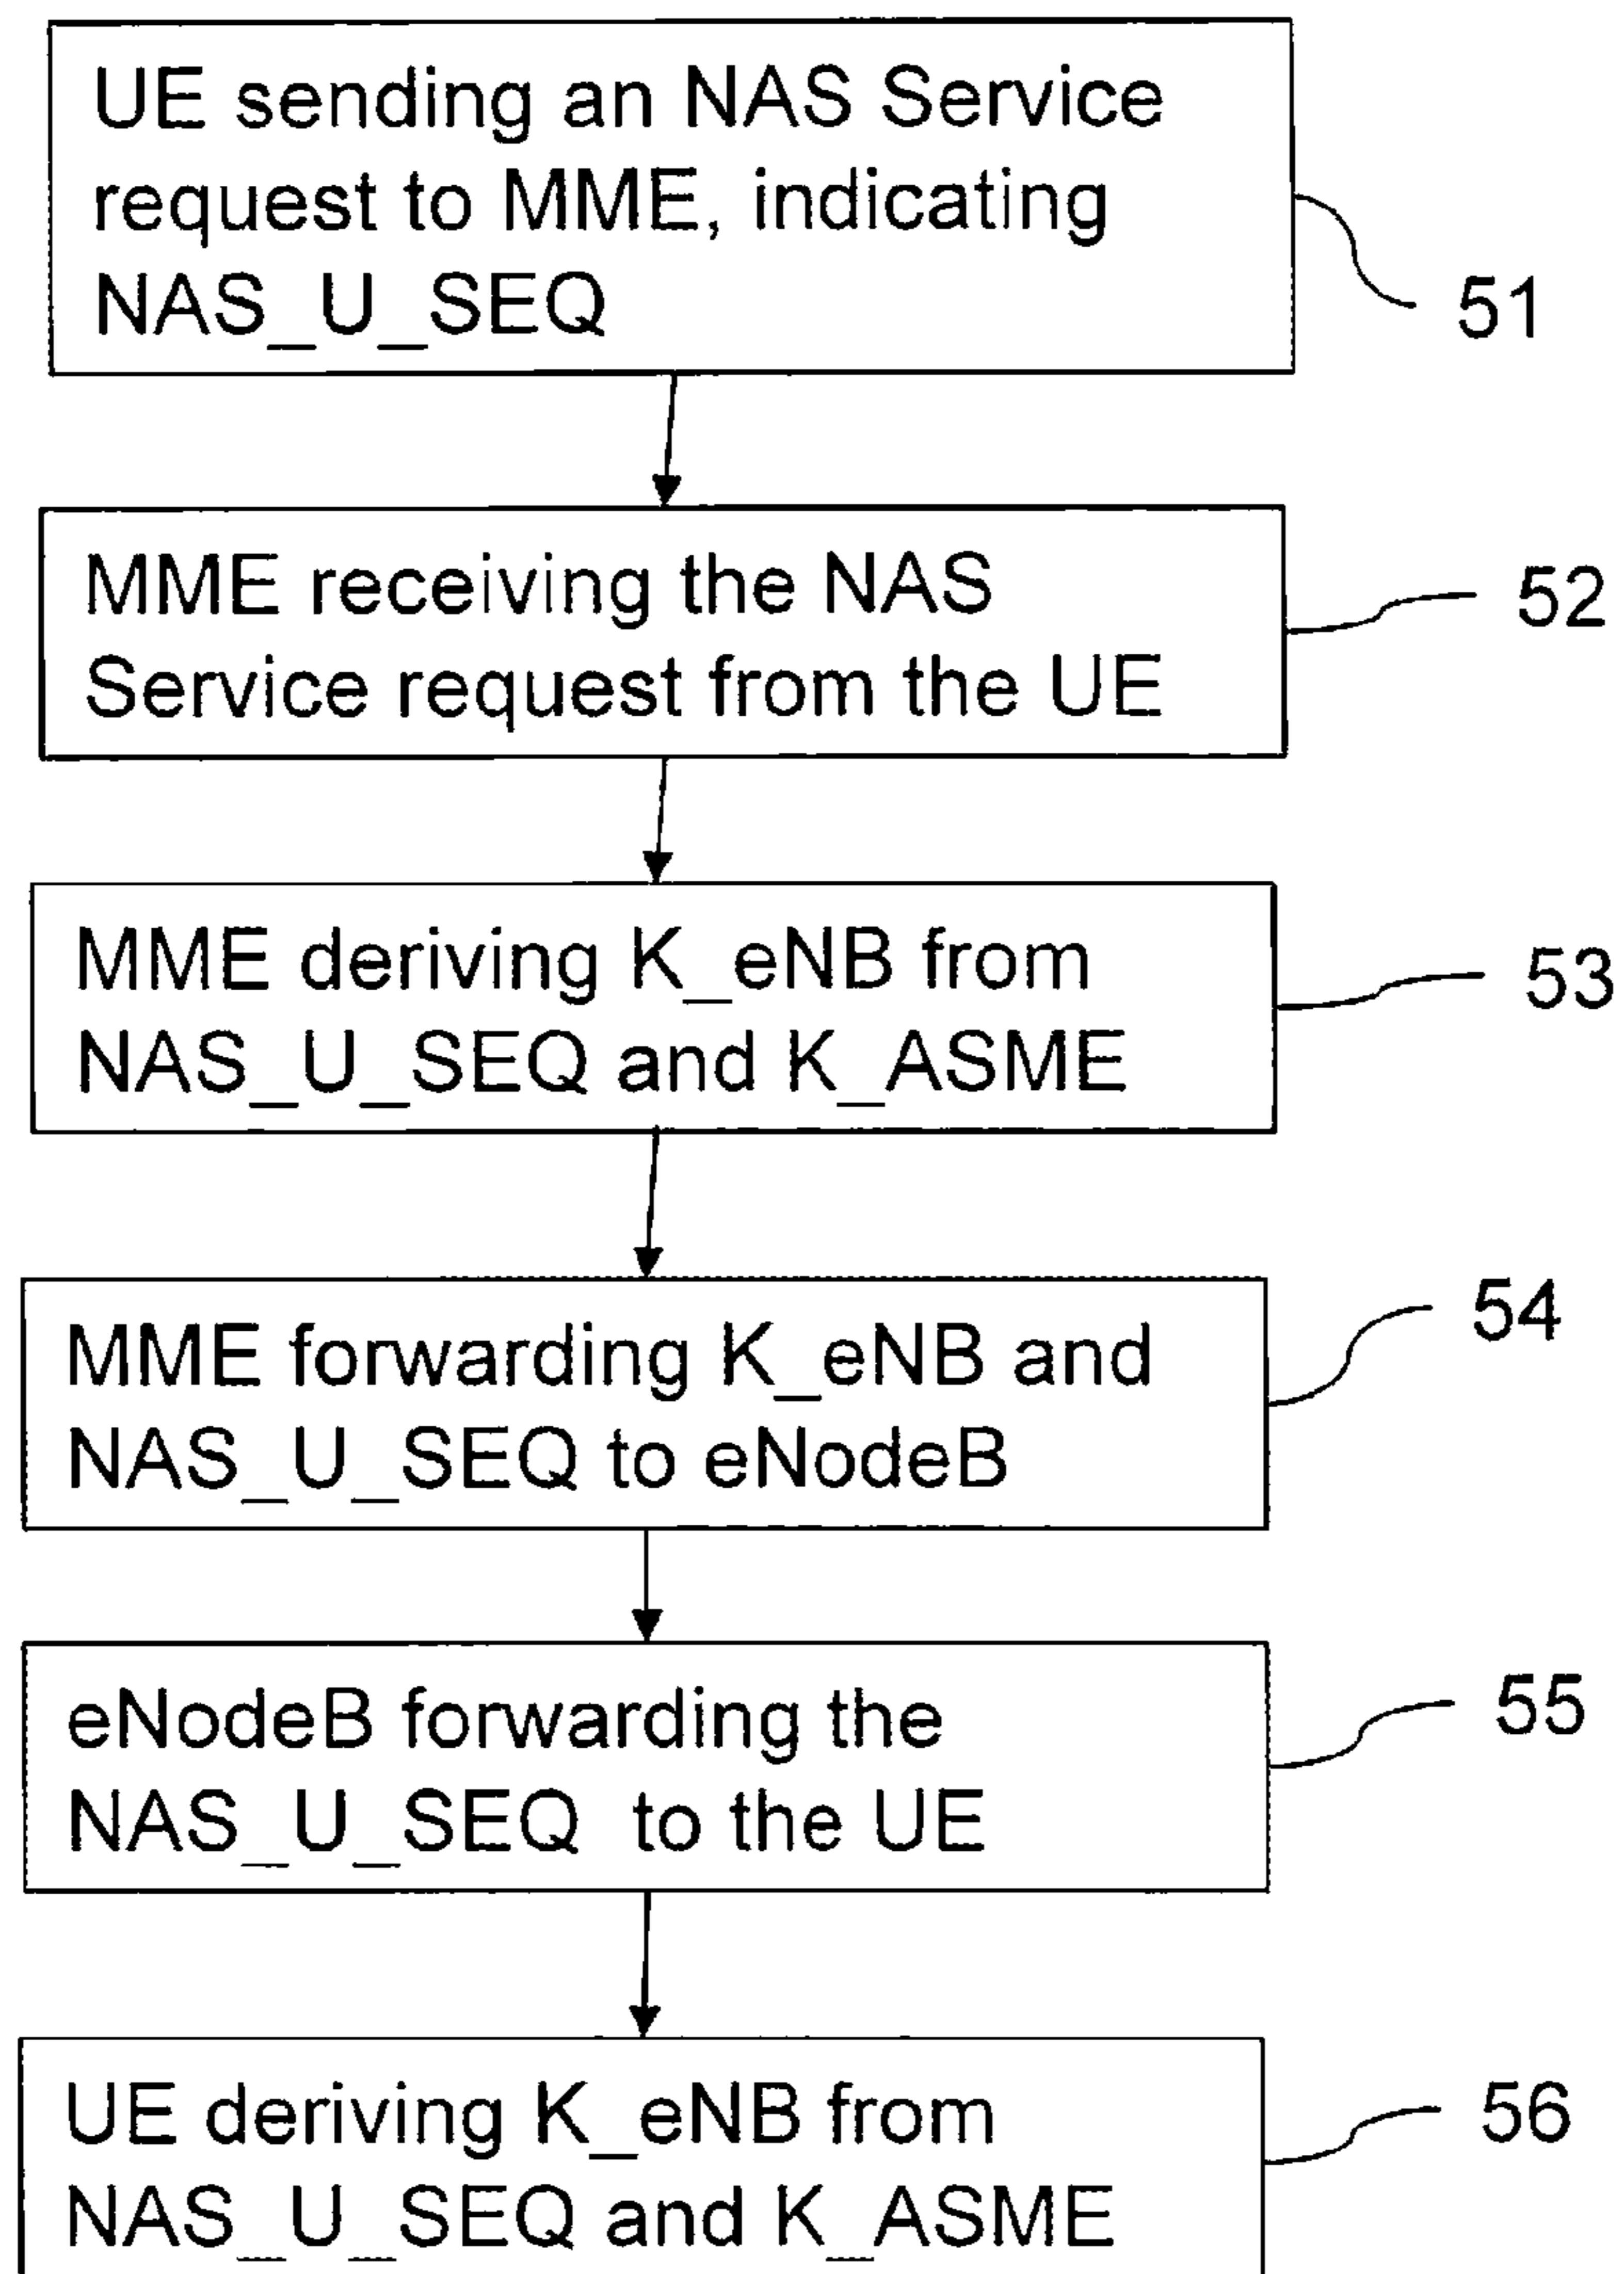 UE sending an NAS Service
request to MME, indicating
NAS_U_SEQ
51
MME receiving the NAS
Service request from the UE
52
MME deriving K_eNB from
NAS_U_SEQ and K_ASME
53
MME forwarding K_eNB and
NAS_U_SEQ to eNodeB
54
eNodeB forwarding the
NAS_U_SEQ to the UE
55
UE deriving K_eNB from
NAS_U_SEQ and K_ASME
56